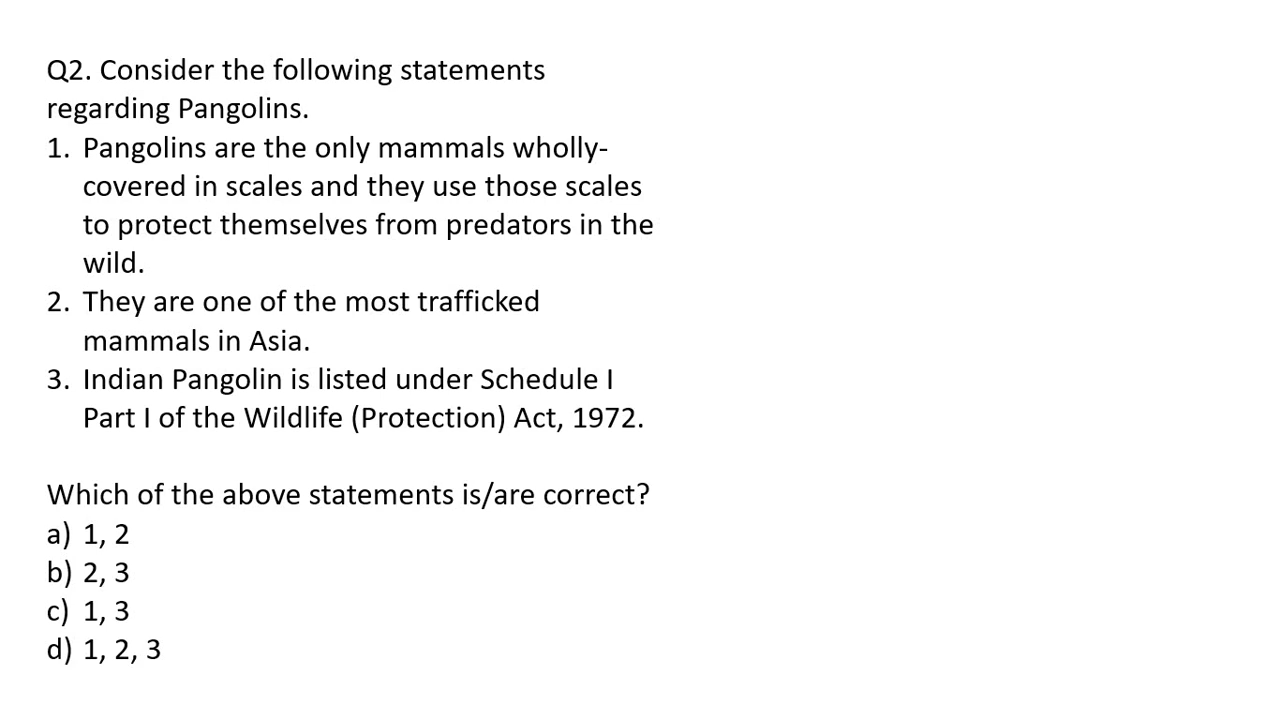 Q2. Consider the following statements
regarding Pangolins.
1. Pangolins are the only mammals wholly-
covered in scales and they use those scales
to protect themselves from predators in the
wild.
2. They are one of the most trafficked
mammals in Asia.
3. Indian Pangolin is listed under Schedule I
Part I of the Wildlife (Protection) Act, 1972.
Which of the above statements is/are correct?
a) 1, 2
b) 2, 3
c) 1, 3
d) 1, 2, 3